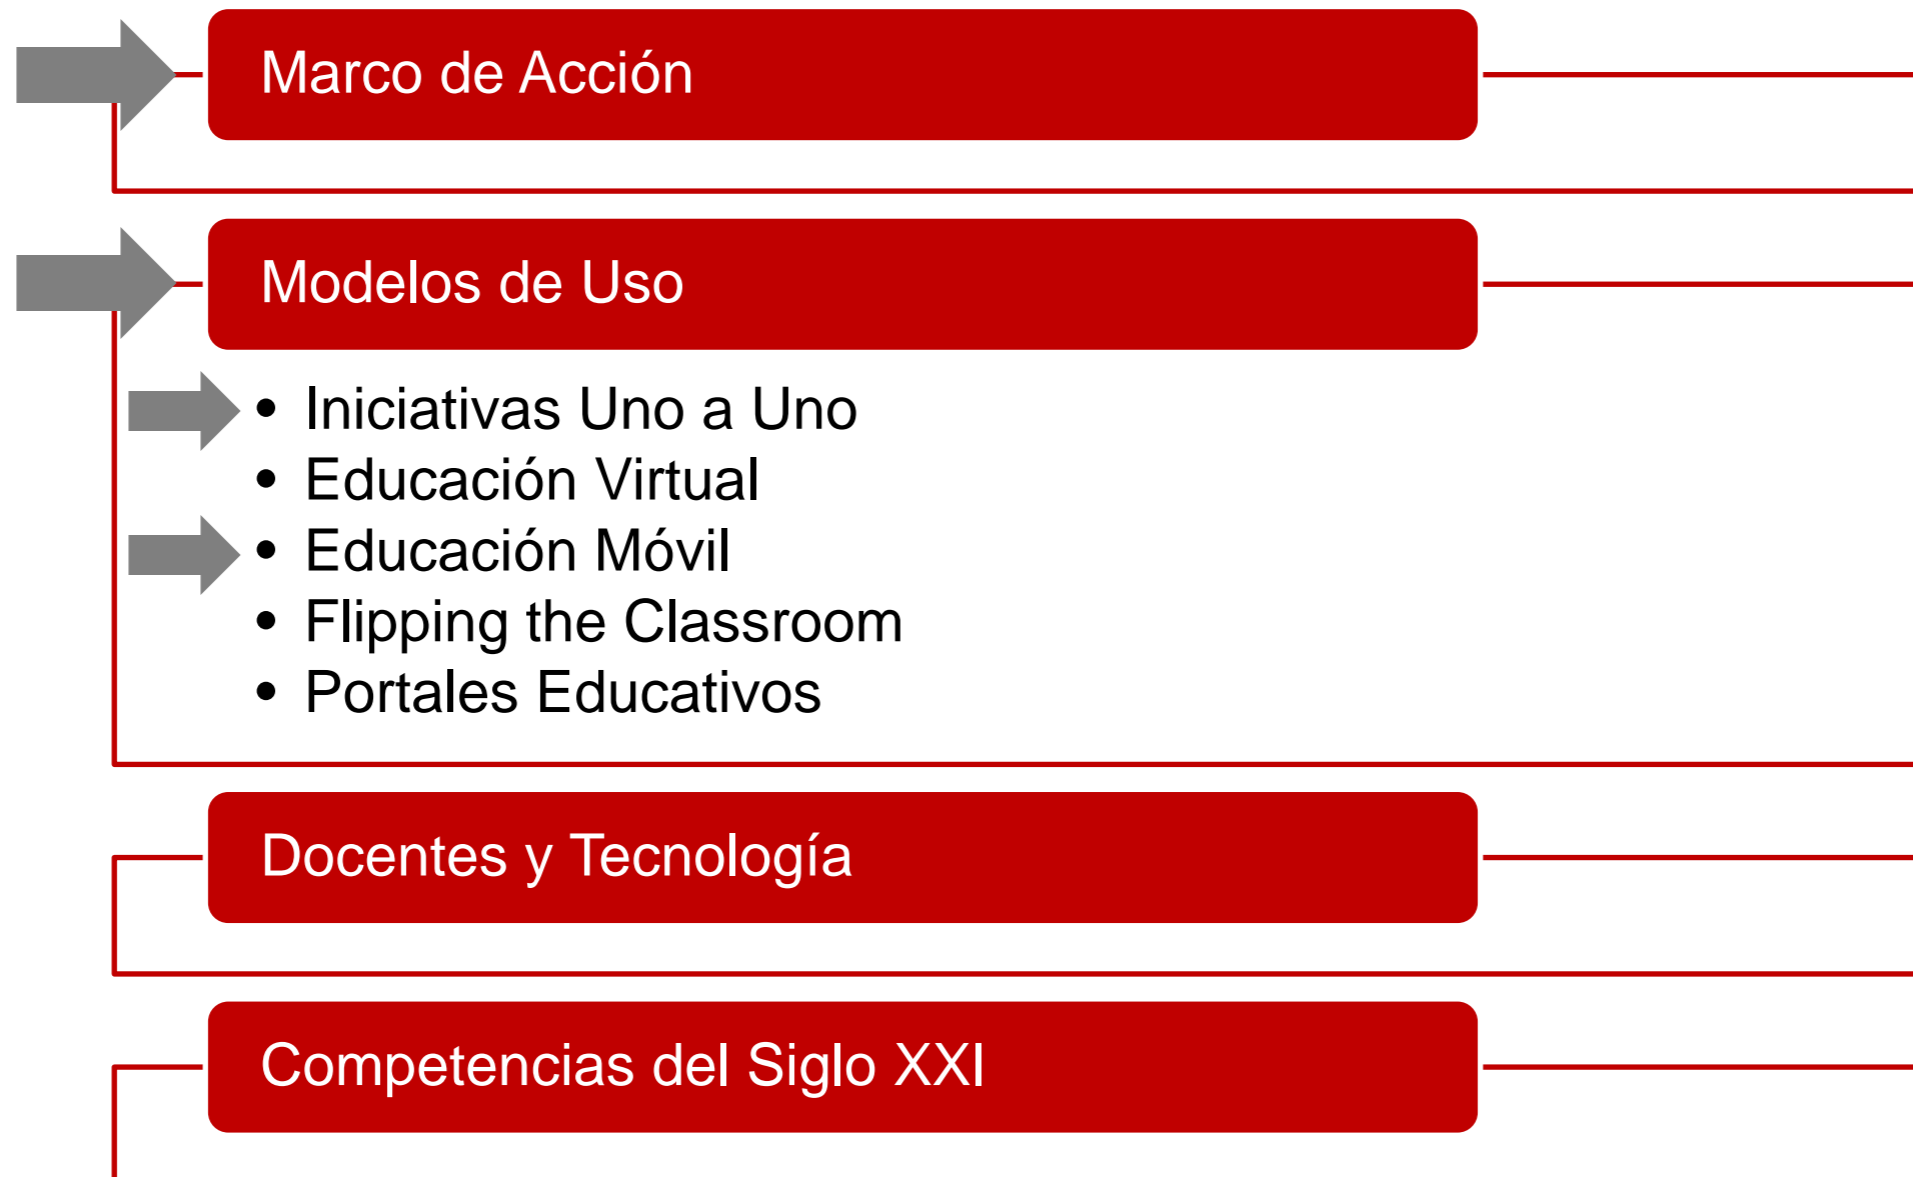 Marco de Acción
Modelos de Uso
• Iniciativas Uno a Uno
• Educación Virtual
• Educación Móvil
• Flipping the Classroom
• Portales Educativos
Docentes y Tecnología
Competencias del Siglo XXI